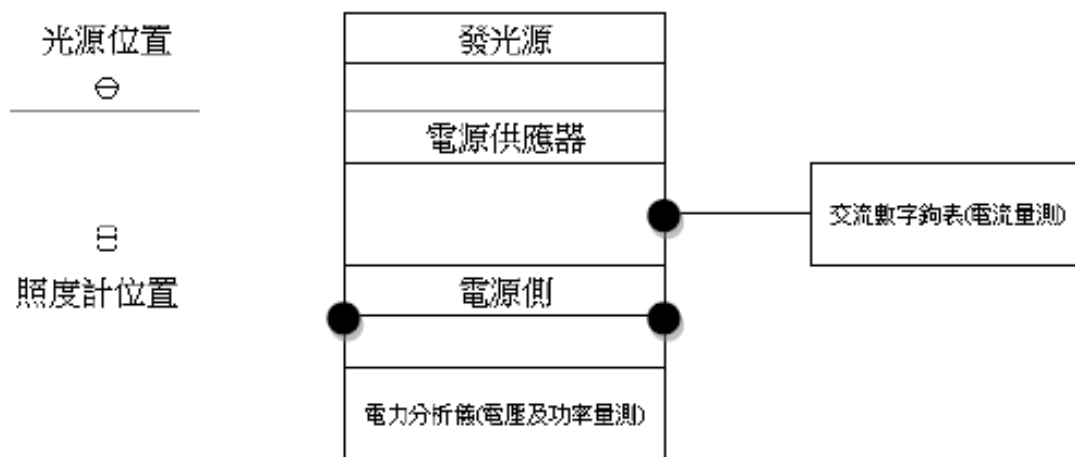 光源位置
照度計位置
發光源
電源供應器
電源側
電力分析儀(電壓及功率量測)
交流數字鉤表(電流量測)